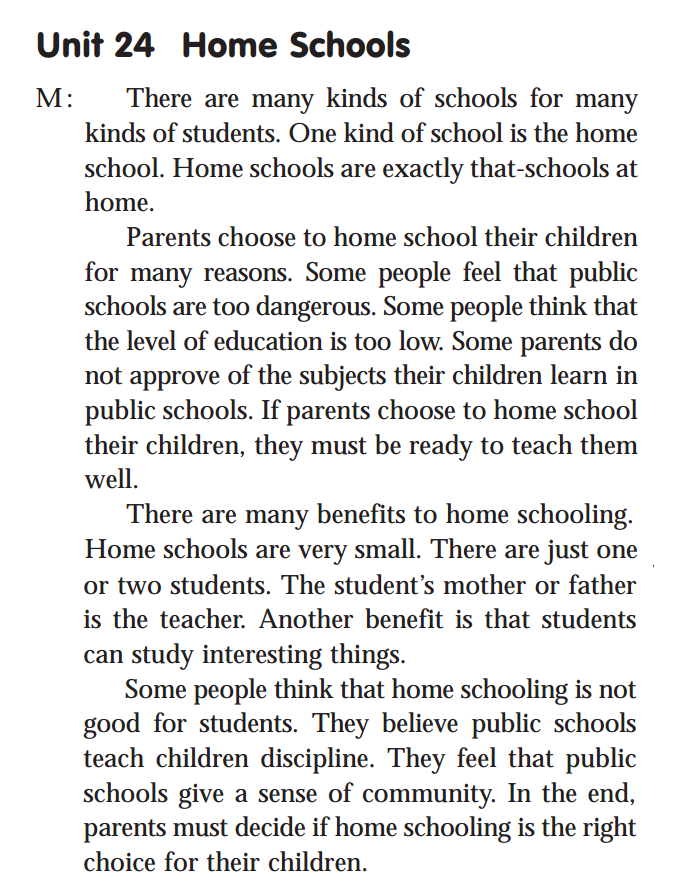 Unit 24 Home Schools
M: There are many kinds of schools for many
kinds of students. One kind of school is the home
school. Home schools are exactly that-schools at
home.
Parents choose to home school their children
for many reasons. Some people feel that public
schools are too dangerous. Some people think that
the level of education is too low. Some parents do
not approve of the subjects their children learn in
public schools. If parents choose to home school
their children, they must be ready to teach them
well.
There are many benefits to home schooling.
Home schools are very small. There are just one
or two students. The student’s mother or father
is the teacher. Another benefit is that students
can study interesting things.
Some people think that home schooling is not
good for students. They believe public schools
teach children discipline. They feel that public
schools give a sense of community. In the end,
parents must decide if home schooling is the right
choice for their children.